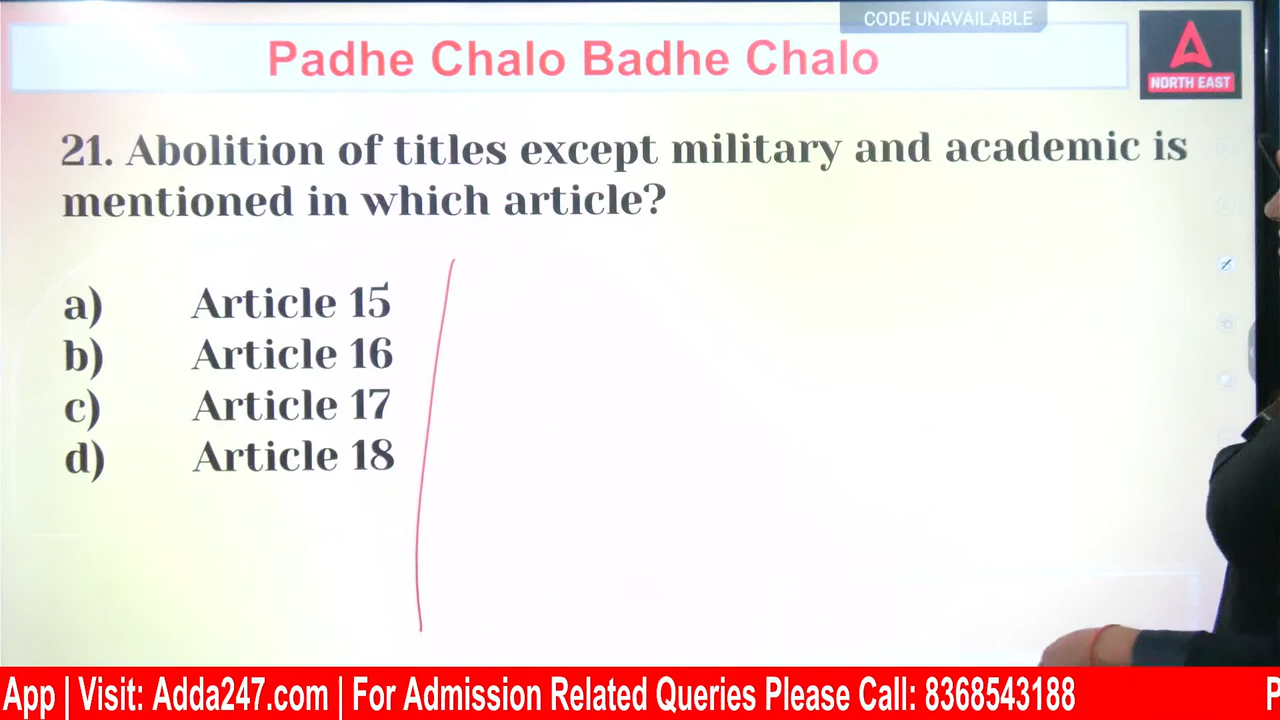 CODE UNAVAILABLE
Padhe Chalo Badhe Chalo
NORTH EAST
21. Abolition of titles except military and academic is
mentioned in which article?
a) Article 15
b) Article 16
c) Article 17
d) Article 18
App | Visit: Adda247.com | For Admission Related Queries Please Call: 8368543188